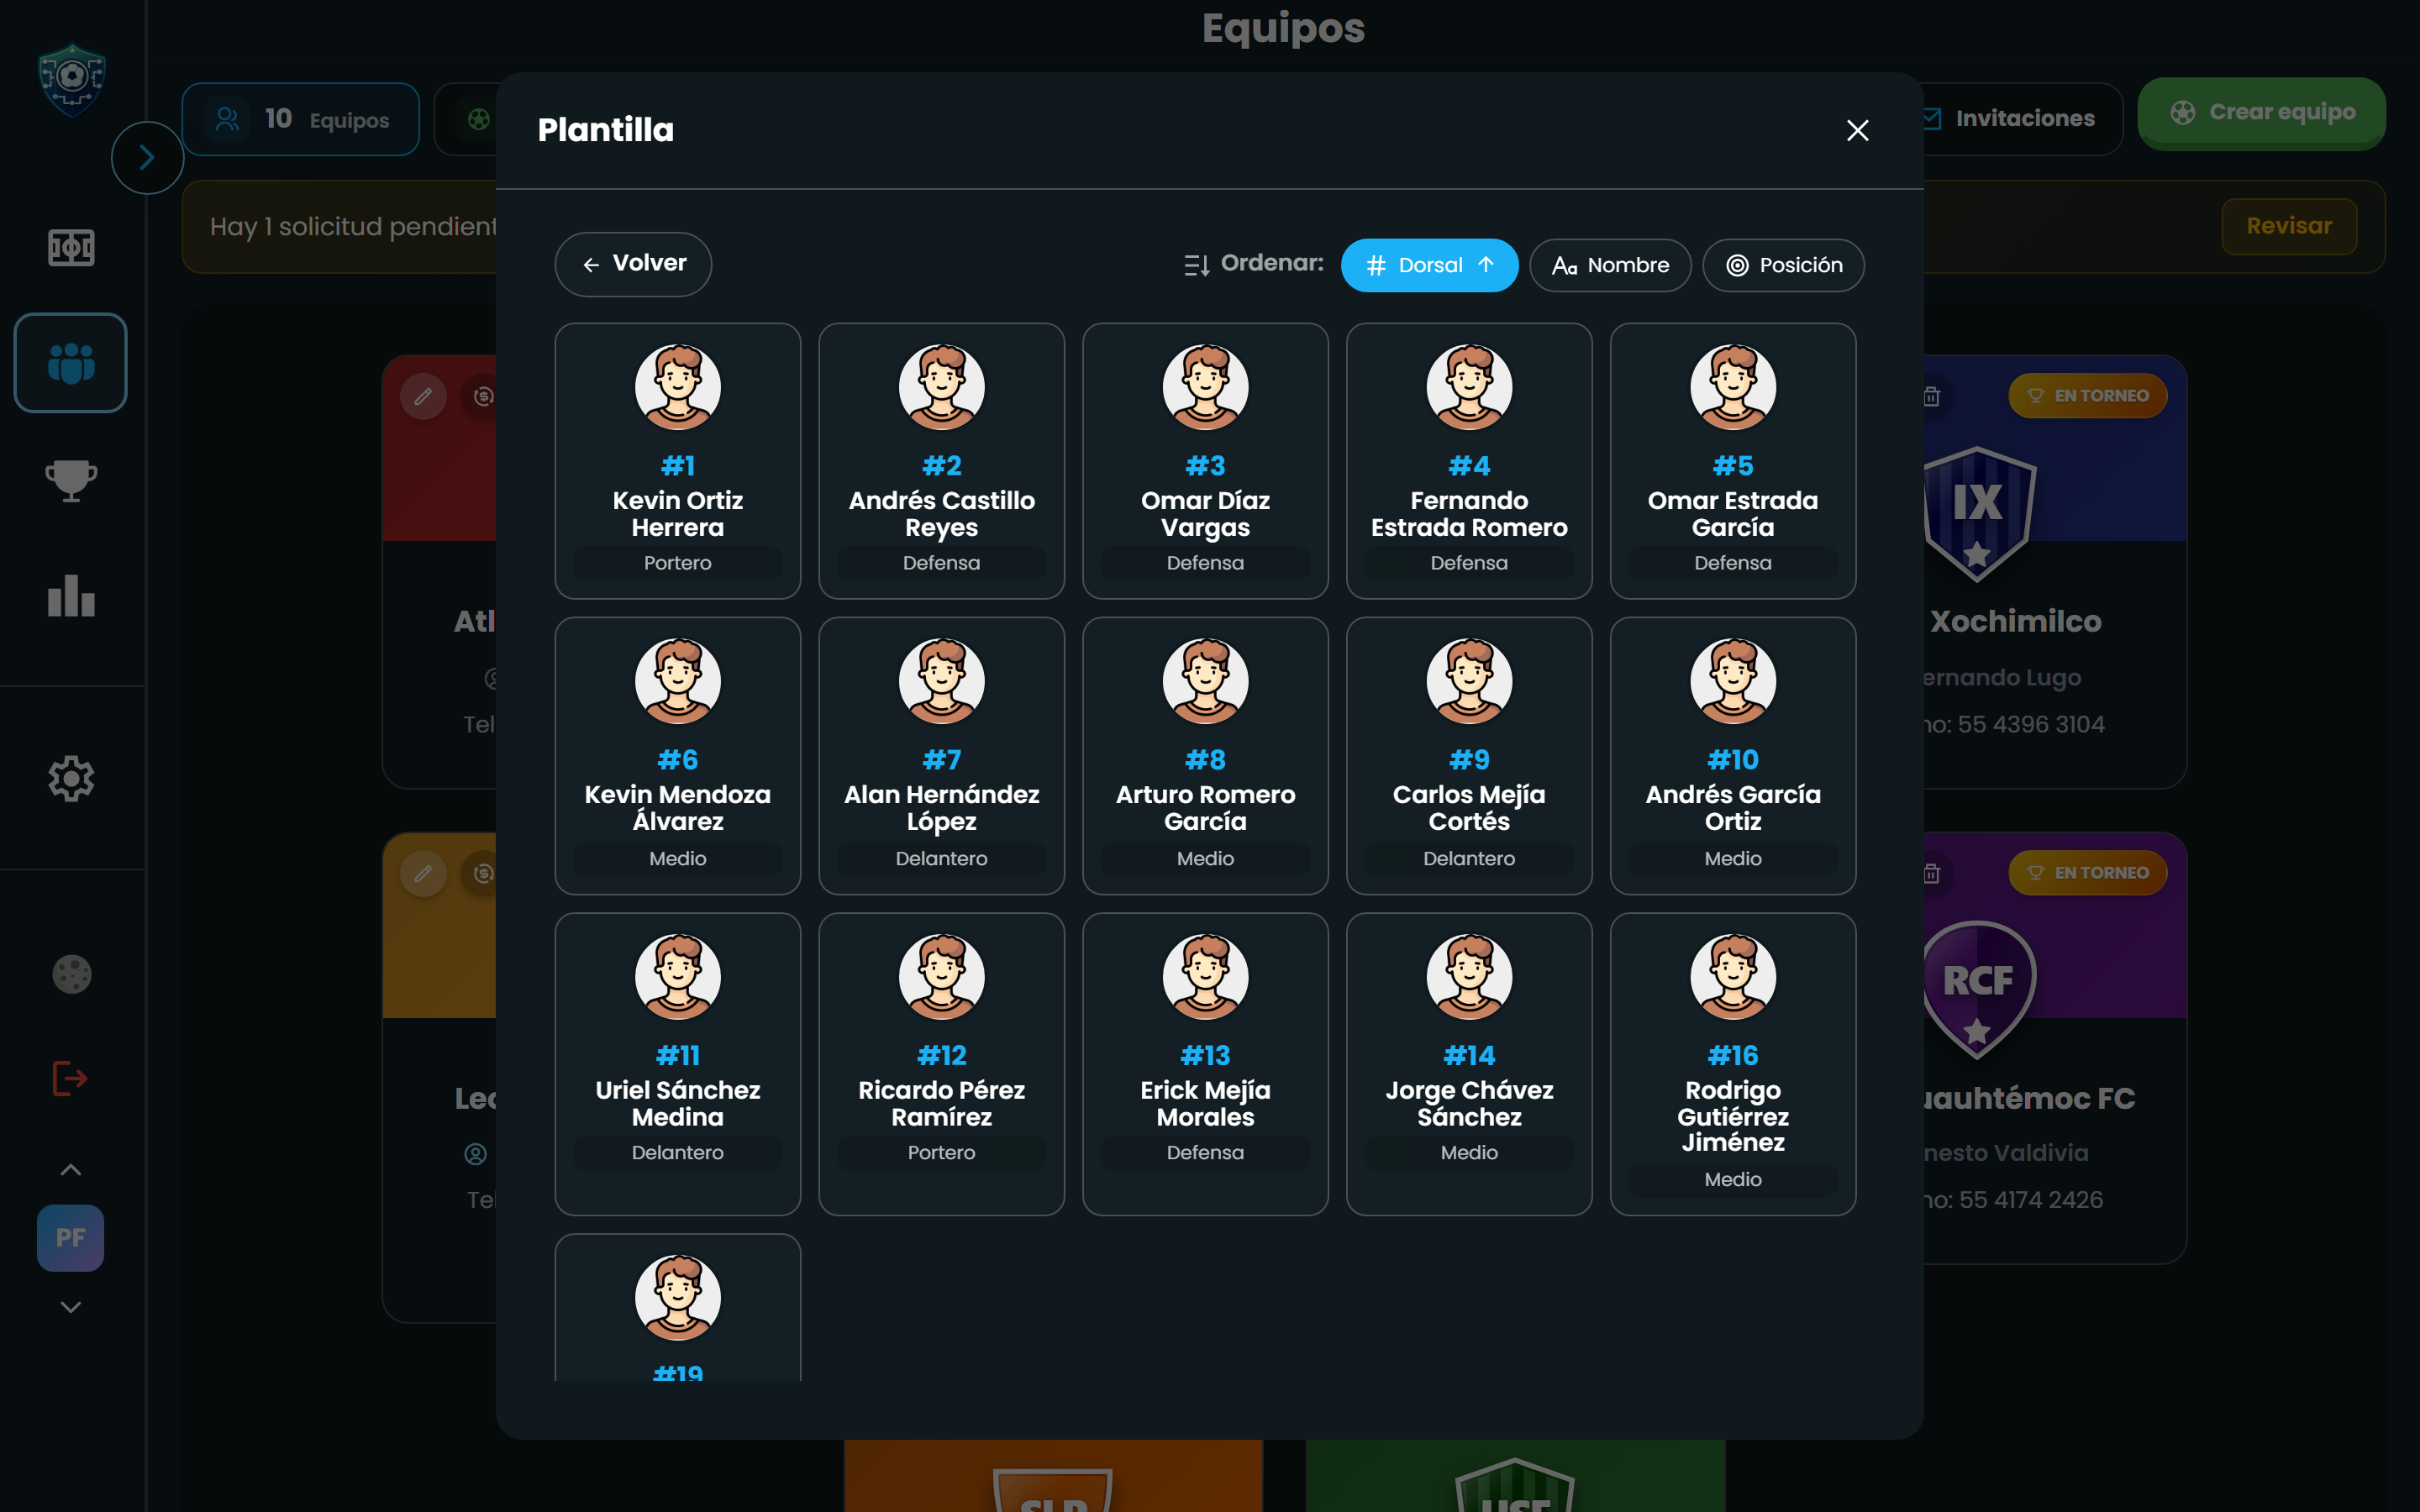 Equipos
10 Equipos
Invitaciones
Crear equipo
Hay 1 solicitud pendient
Revisar
Plantilla
Volver
Ordenar:
# Dorsal
Aa Nombre
Posición
#1
Kevin Ortiz
Herrera
Portero
#2
Andrés Castillo
Reyes
Defensa
#3
Omar Díaz
Vargas
Defensa
#4
Fernando
Estrada Romero
Defensa
#5
Omar Estrada
García
Defensa
#6
Kevin Mendoza
Álvarez
Medio
#7
Alan Hernández
López
Delantero
#8
Arturo Romero
García
Medio
#9
Carlos Mejía
Cortés
Delantero
#10
Andrés García
Ortiz
Medio
#11
Uriel Sánchez
Medina
Delantero
#12
Ricardo Pérez
Ramírez
Portero
#13
Erick Mejía
Morales
Defensa
#14
Jorge Chávez
Sánchez
Medio
#16
Rodrigo
Gutiérrez
Jiménez
Medio
#19
Atl
Tel
Leo
Tel
EN TORNEO
IX
Xochimilco
ernando Lugo
no: 55 4396 3104
EN TORNEO
RCF
uauhtémoc FC
nesto Valdivia
no: 55 4174 2426
PF
SLP